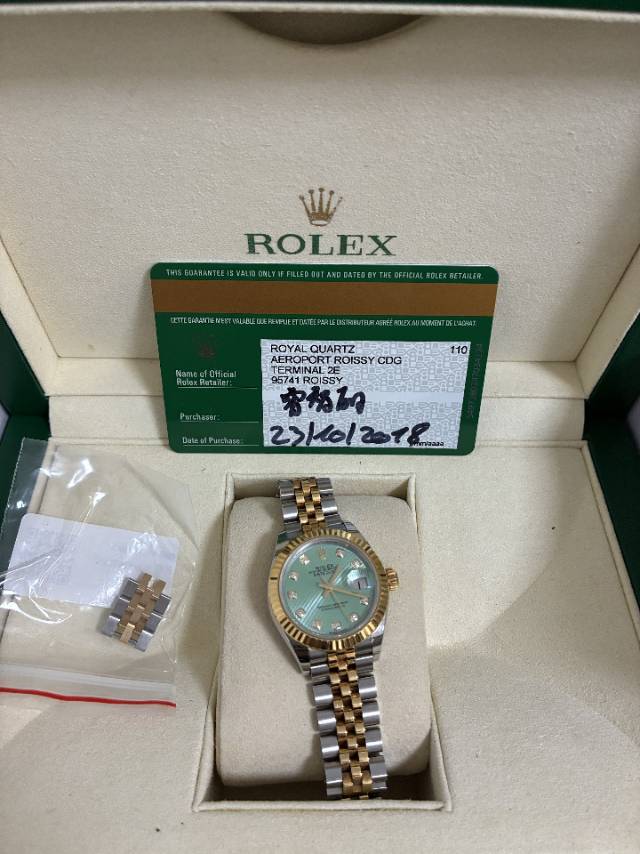 ROLEX
THIS GUARANTEE IS VALID ONLY IF FILLED OUT AND DATED BY THE OFFICIAL ROLEX RETAILER.
CETTE GARANTIE N'EST VALABLE QUE REMPLIE ET DATÉE PAR LE DISTRIBUTEUR AGRÉÉ ROLEX AU MOMENT DE L'ACHAT.
Name of Official
Rolex Retailer:
ROYAL QUARTZ 110
AEROPORT ROISSY CDG
TERMINAL 2E
95741 ROISSY
Purchaser:
Date of Purchase: 23/10/2018
ROLEX